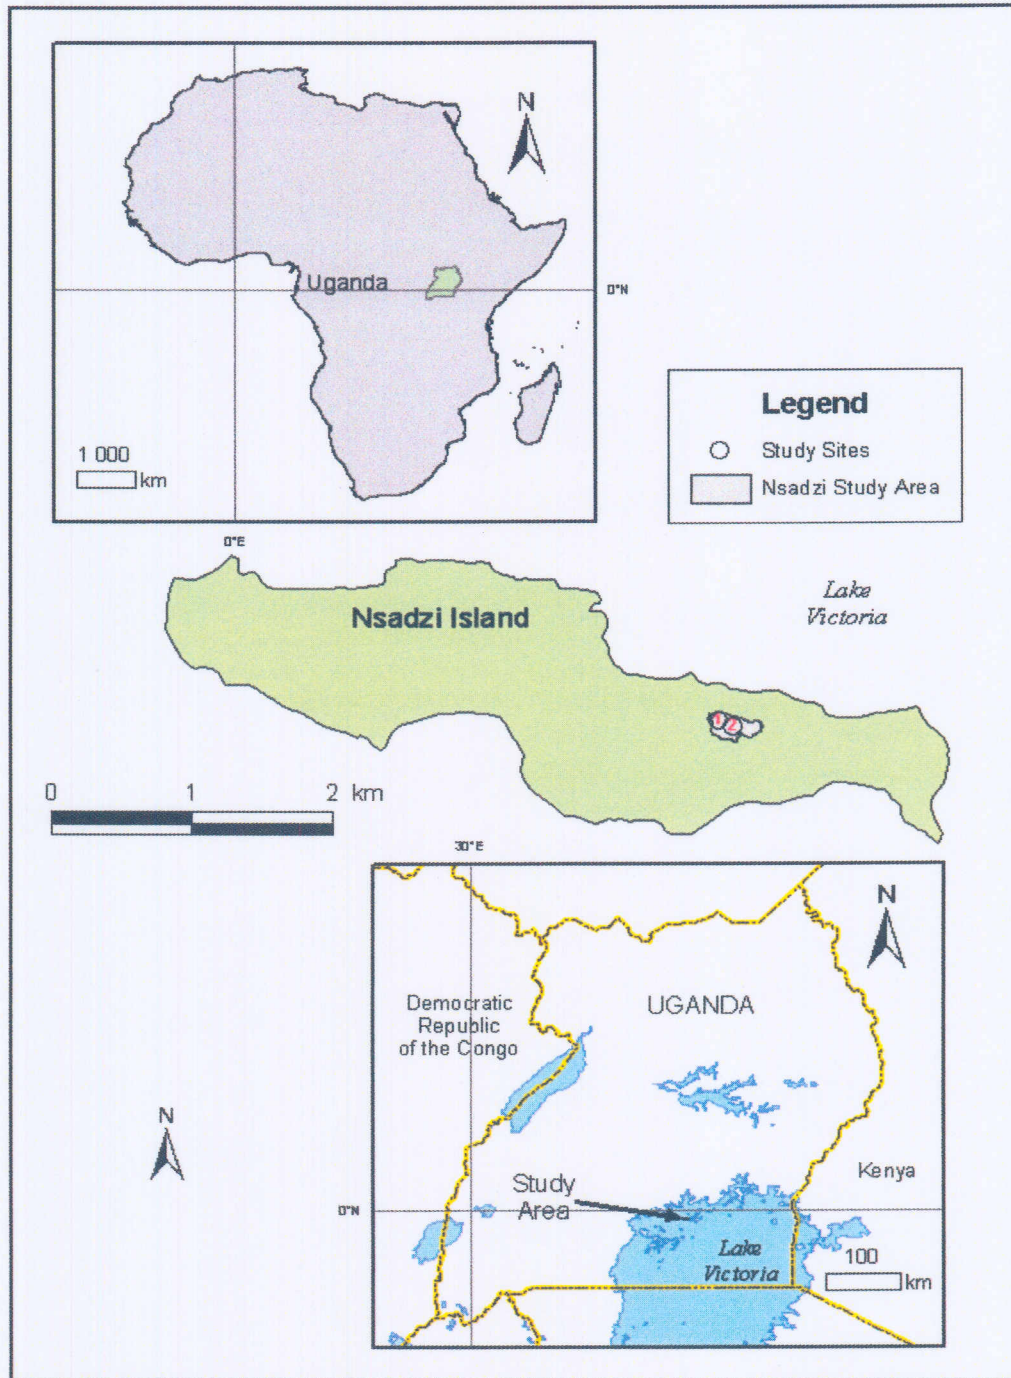 N
Uganda
0°N
1 000
km
0°E
Legend
Study Sites
Nsadzi Study Area
Nsadzi Island
Lake
Victoria
1 2
0 1 2 km
30°E
N
Democratic
Republic
of the Congo
UGANDA
N
Kenya
Study
Area
0°N
Lake
Victoria
100
km